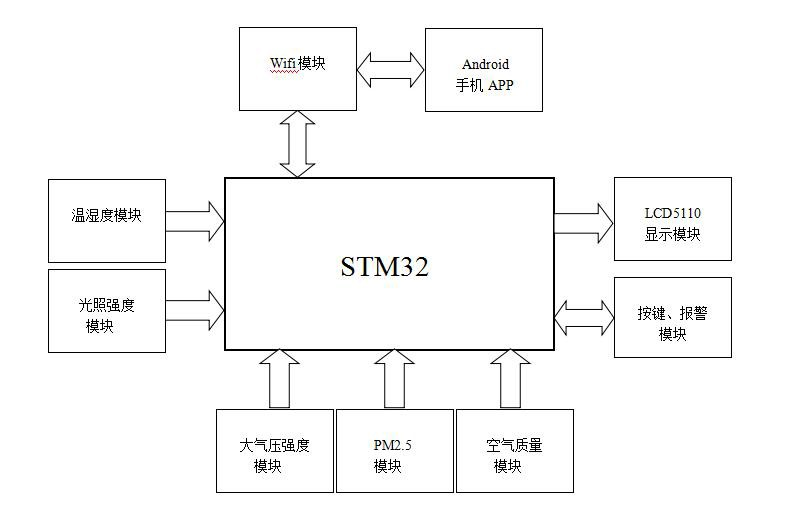 Wifi模块
Android
手机 APP
温湿度模块
STM32
LCD5110
显示模块
光照强度
模块
按键、报警
模块
大气压强度
模块
PM2.5
模块
空气质量
模块